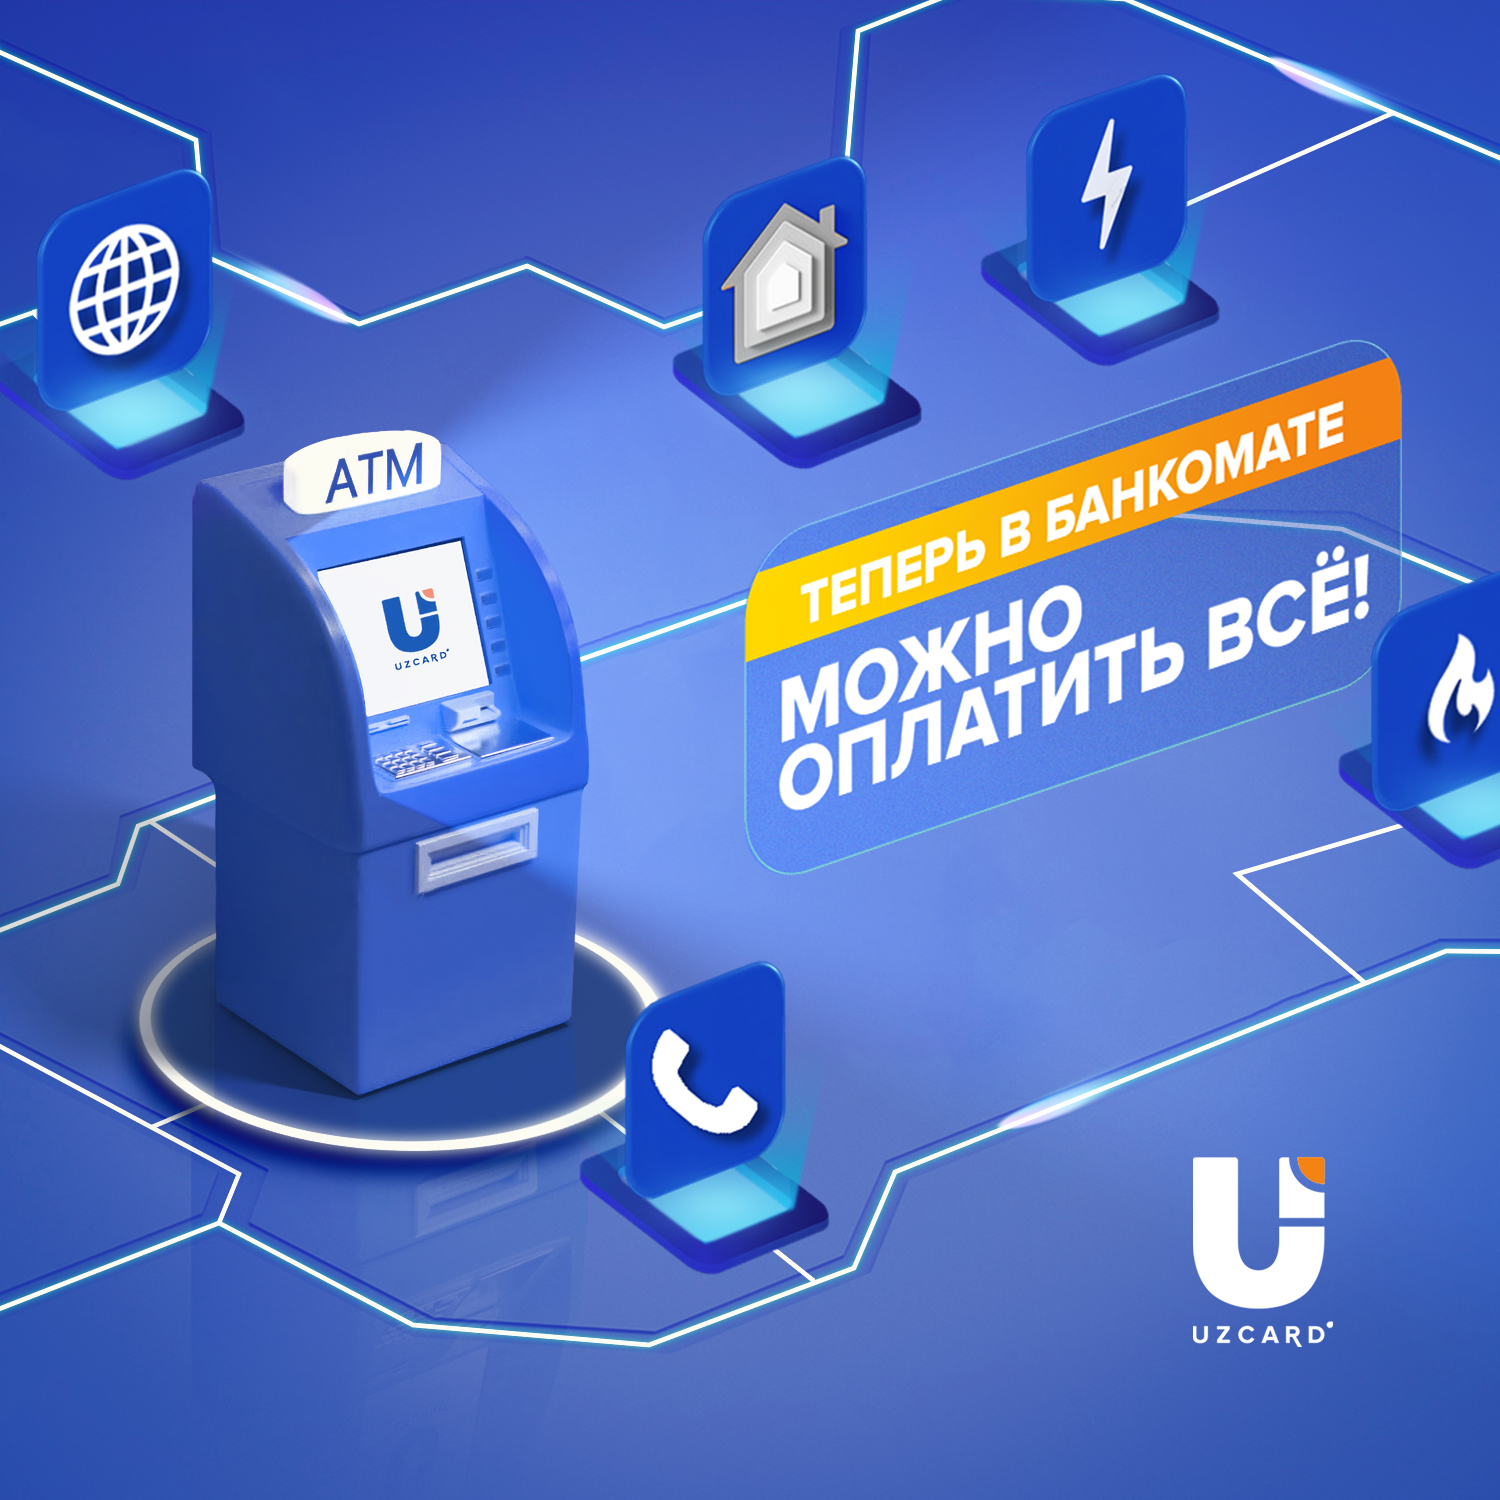 ATM
UZCARD
ТЕПЕРЬ В БАНКОМАТЕ
МОЖНО
ОПЛАТИТЬ ВСЁ!
UZCARD